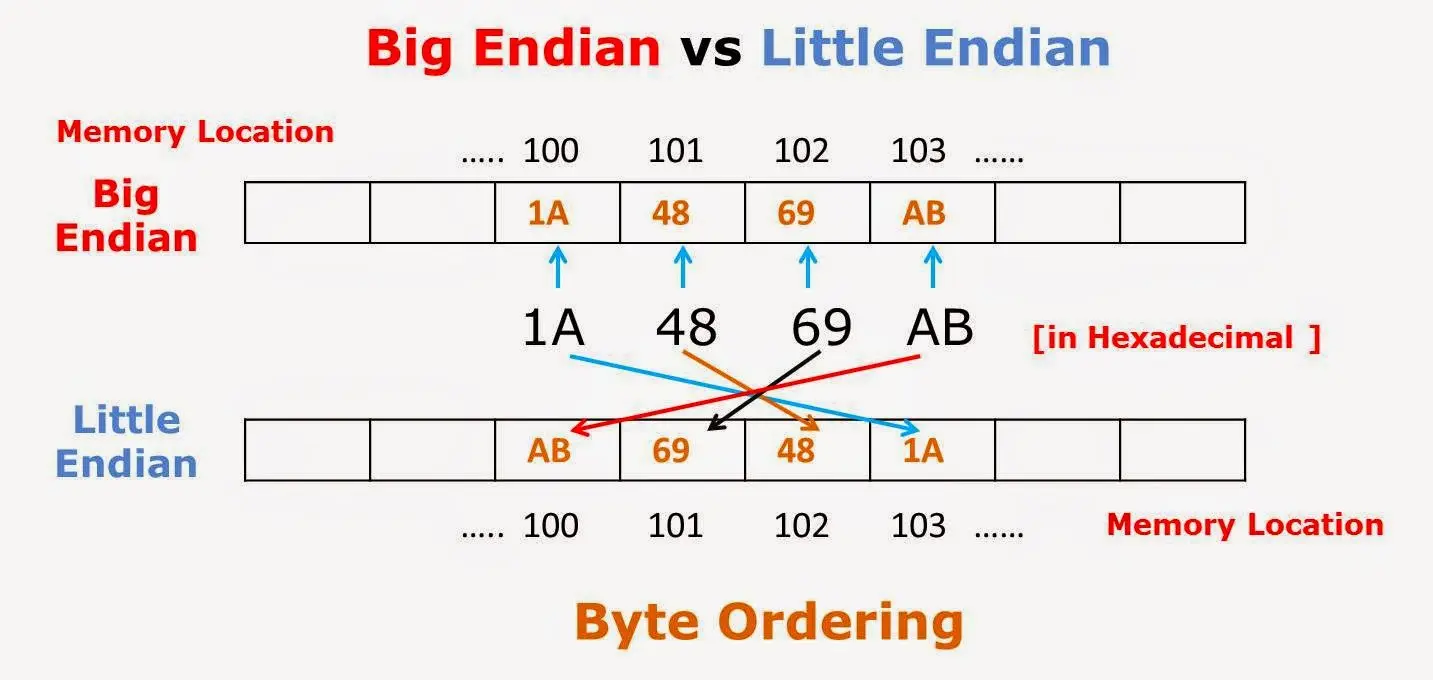 Big Endian vs Little Endian
Memory Location
..... 100 101 102 103 ......
Big
Endian
1A 48 69 AB
1A 48 69 AB [in Hexadecimal ]
Little
Endian
AB 69 48 1A
..... 100 101 102 103 ......
Memory Location
Byte Ordering